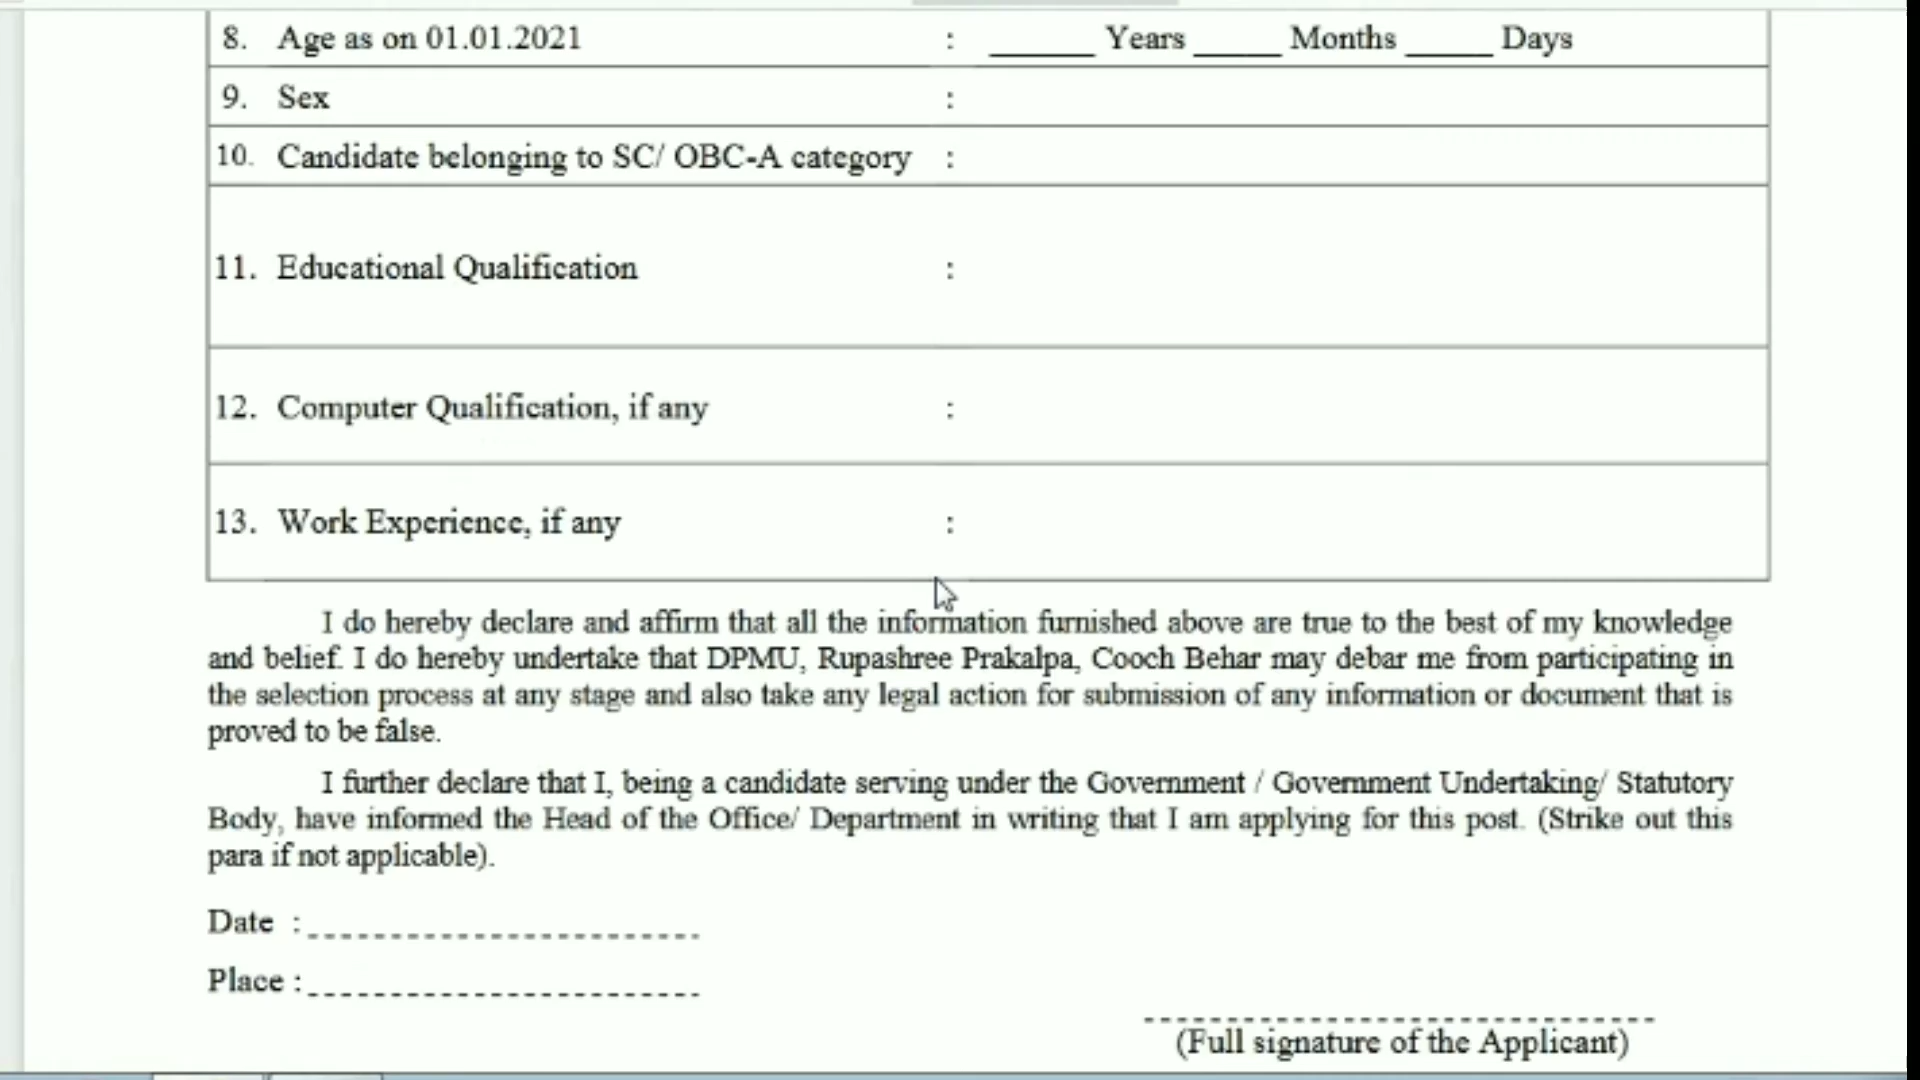 8. Age as on 01.01.2021 : ______ Years _____ Months _____ Days
9. Sex :
10. Candidate belonging to SC/ OBC-A category :
11. Educational Qualification :
12. Computer Qualification, if any :
13. Work Experience, if any :
I do hereby declare and affirm that all the information furnished above are true to the best of my knowledge
and belief. I do hereby undertake that DPMU, Rupashree Prakalpa, Cooch Behar may debar me from participating in
the selection process at any stage and also take any legal action for submission of any information or document that is
proved to be false.
I further declare that I, being a candidate serving under the Government / Government Undertaking/ Statutory
Body, have informed the Head of the Office/ Department in writing that I am applying for this post. (Strike out this
para if not applicable).
Date :
Place :
(Full signature of the Applicant)